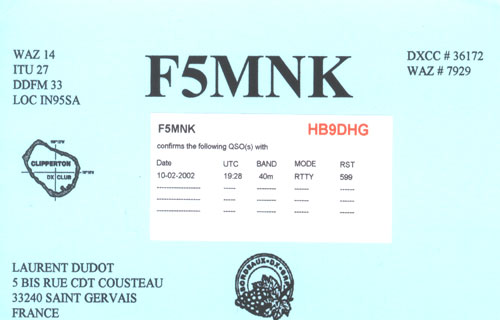 WAZ 14
ITU 27
DDFM 33
LOC IN95SA
F5MNK
DXCC # 36172
WAZ # 7929
F5MNK HB9DHG
confirms the following QSO(s) with
Date UTC BAND MODE RST
10-02-2002 19:28 40m RTTY 599
CLIPPERTON
DX CLUB
LAURENT DUDOT
5 BIS RUE CDT COUSTEAU
33240 SAINT GERVAIS
FRANCE